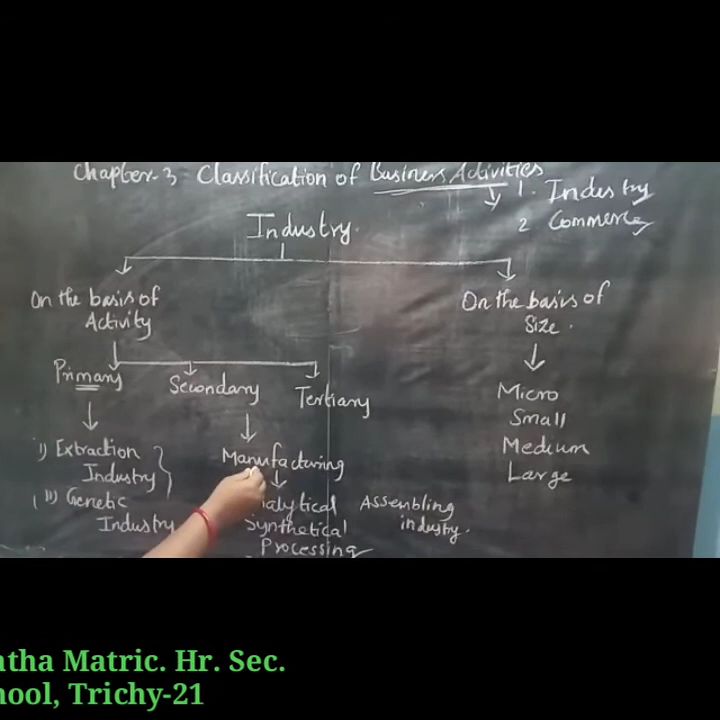 Chapter-3 Classification of Business Activities
1. Industry
2 Commerce
Industry.
On the basis of
Activity
On the basis of
Size.
Primary
Secondary
Tertiary
i) Extraction
Industry
(ii) Genetic
Industry
Manufacturing
alytical
Synthetical
Processing
Assembling
industry.
Micro
Small
Medium
Large
ntha Matric. Hr. Sec.
hool, Trichy-21